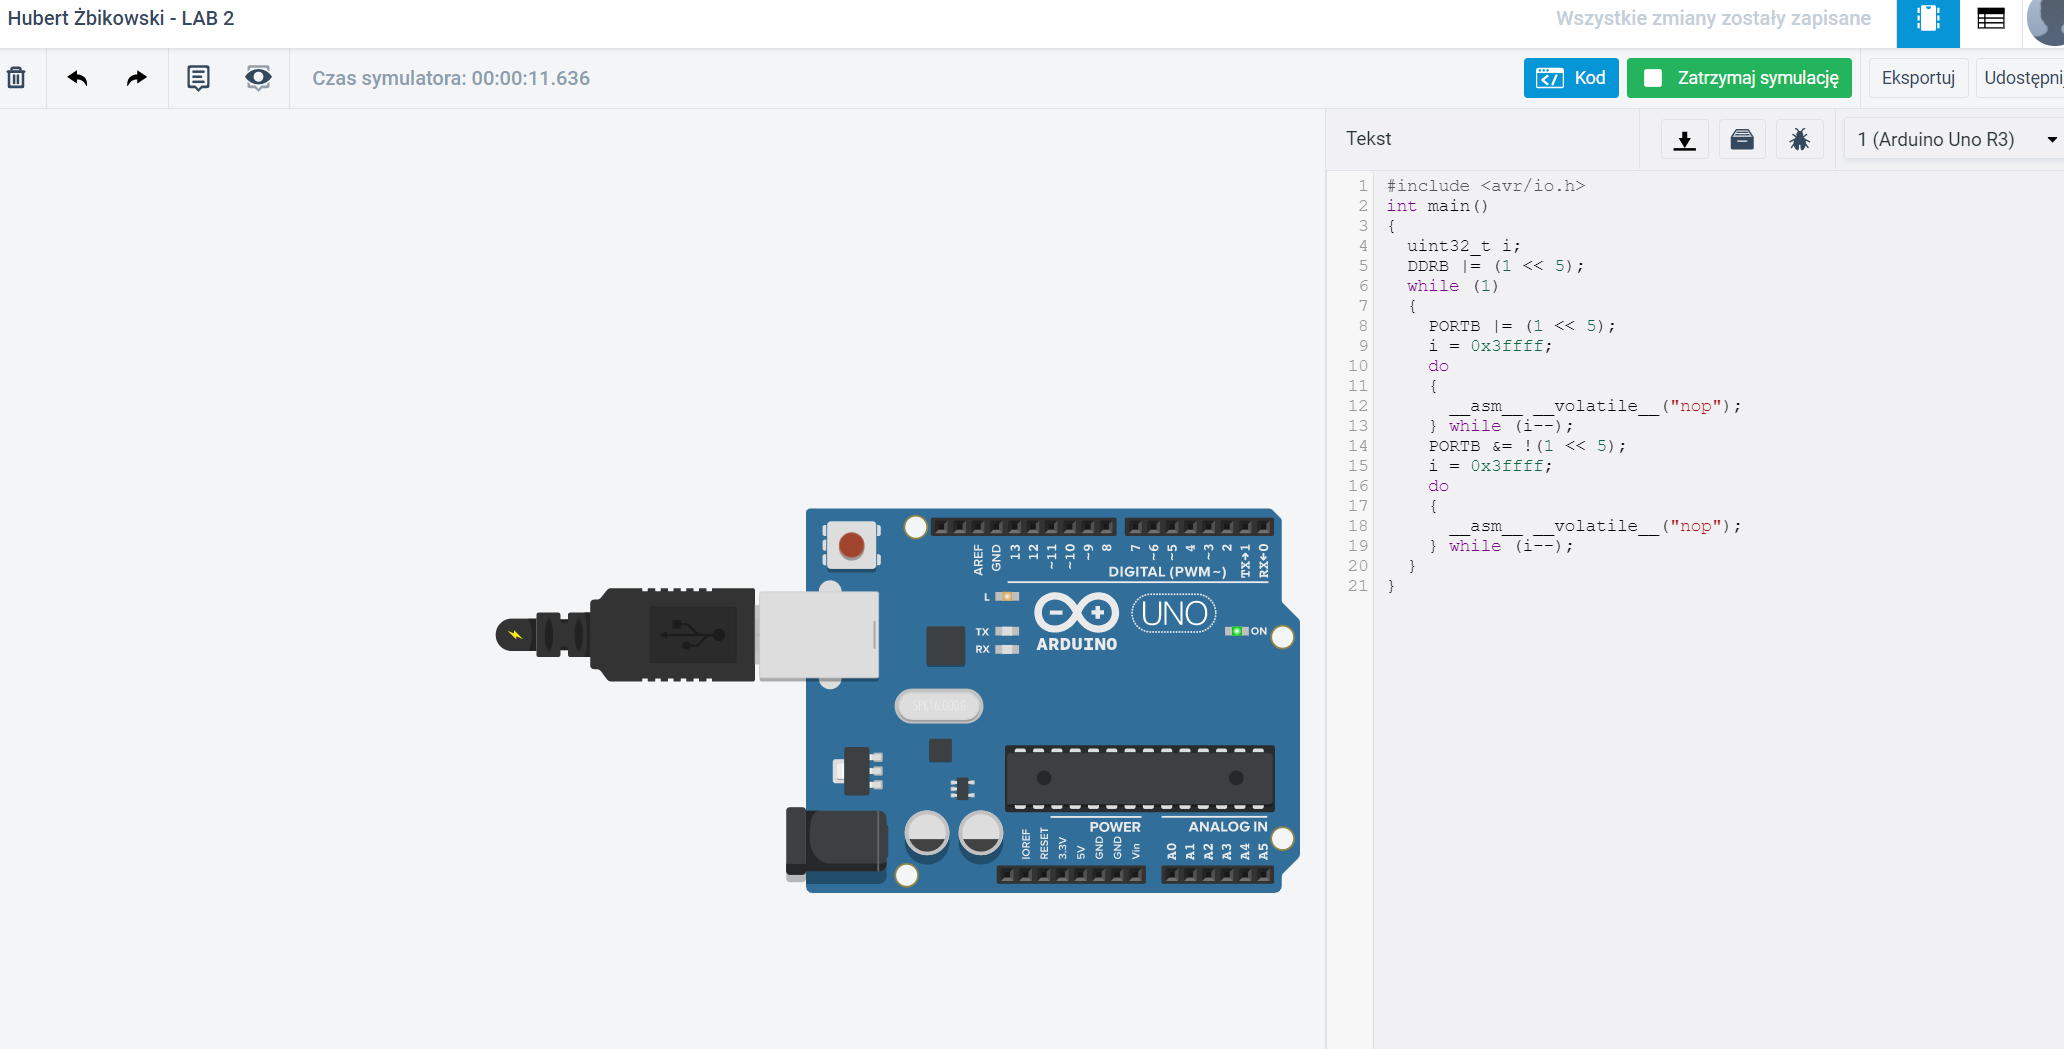 Hubert Żbikowski - LAB 2
Wszystkie zmiany zostały zapisane
Czas symulatora: 00:00:11.636
Kod
Zatrzymaj symulację
Eksportuj
Udostępnij
Tekst
1 (Arduino Uno R3)
1 #include <avr/io.h>
2 int main()
3 {
4 uint32_t i;
5 DDRB |= (1 << 5);
6 while (1)
7 {
8 PORTB |= (1 << 5);
9 i = 0x3ffff;
10 do
11 {
12 __asm__ __volatile__("nop");
13 } while (i--);
14 PORTB &= !(1 << 5);
15 i = 0x3ffff;
16 do
17 {
18 __asm__ __volatile__("nop");
19 } while (i--);
20 }
21 }
AREF GND 13 12 ~11 ~10 ~9 8 7 ~6 ~5 4 ~3 2 TX→1 RX←0
DIGITAL (PWM~)
L
TX
RX
UNO
ARDUINO
ON
SPK16.000G
POWER
ANALOG IN
IOREF RESET 3.3V 5V GND GND Vin A0 A1 A2 A3 A4 A5